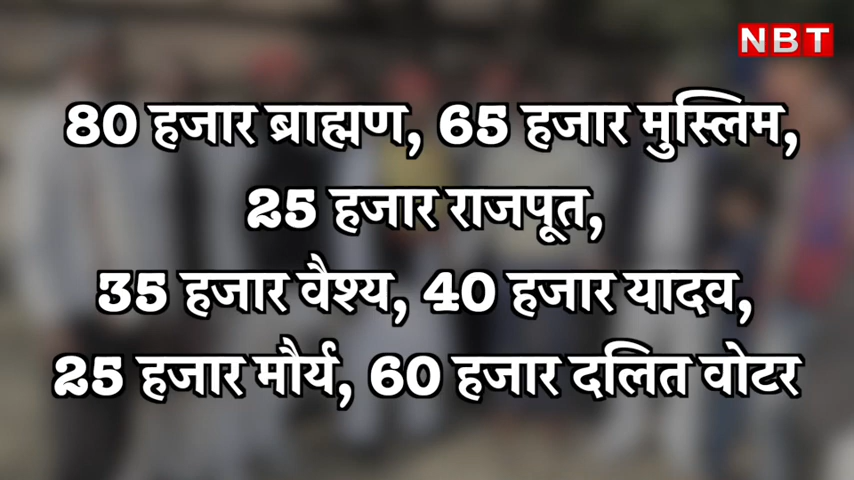 NBT
80 हजार ब्राह्मण, 65 हजार मुस्लिम,
25 हजार राजपूत,
35 हजार वैश्य, 40 हजार यादव,
25 हजार मौर्य, 60 हजार दलित वोटर